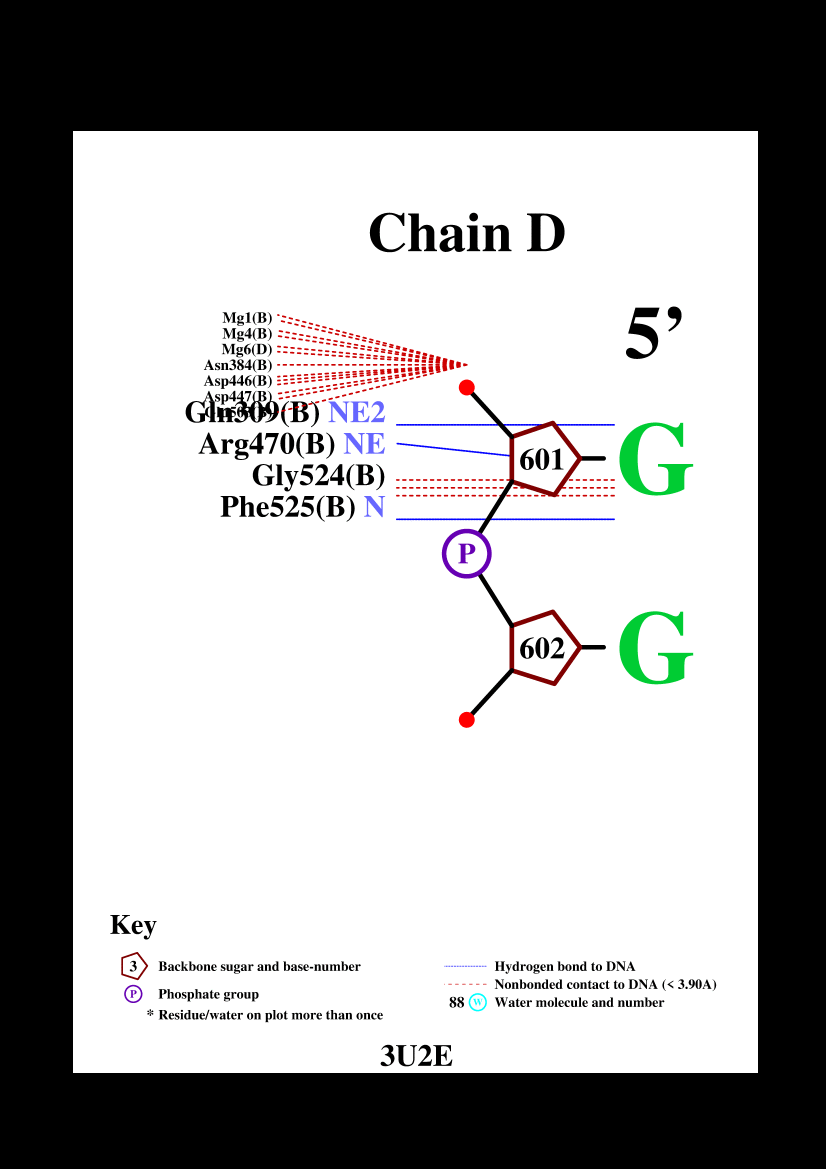 Chain D
5’
Mg1(B)
Mg4(B)
Mg6(D)
Asn384(B)
Asp446(B)
Asp447(B)
Gln309(B) NE2
Arg470(B) NE
Gly524(B)
Phe525(B) N
601
G
P
602
G
Key
3 Backbone sugar and base-number
P Phosphate group
* Residue/water on plot more than once
Hydrogen bond to DNA
Nonbonded contact to DNA (< 3.90A)
88 W Water molecule and number
3U2E